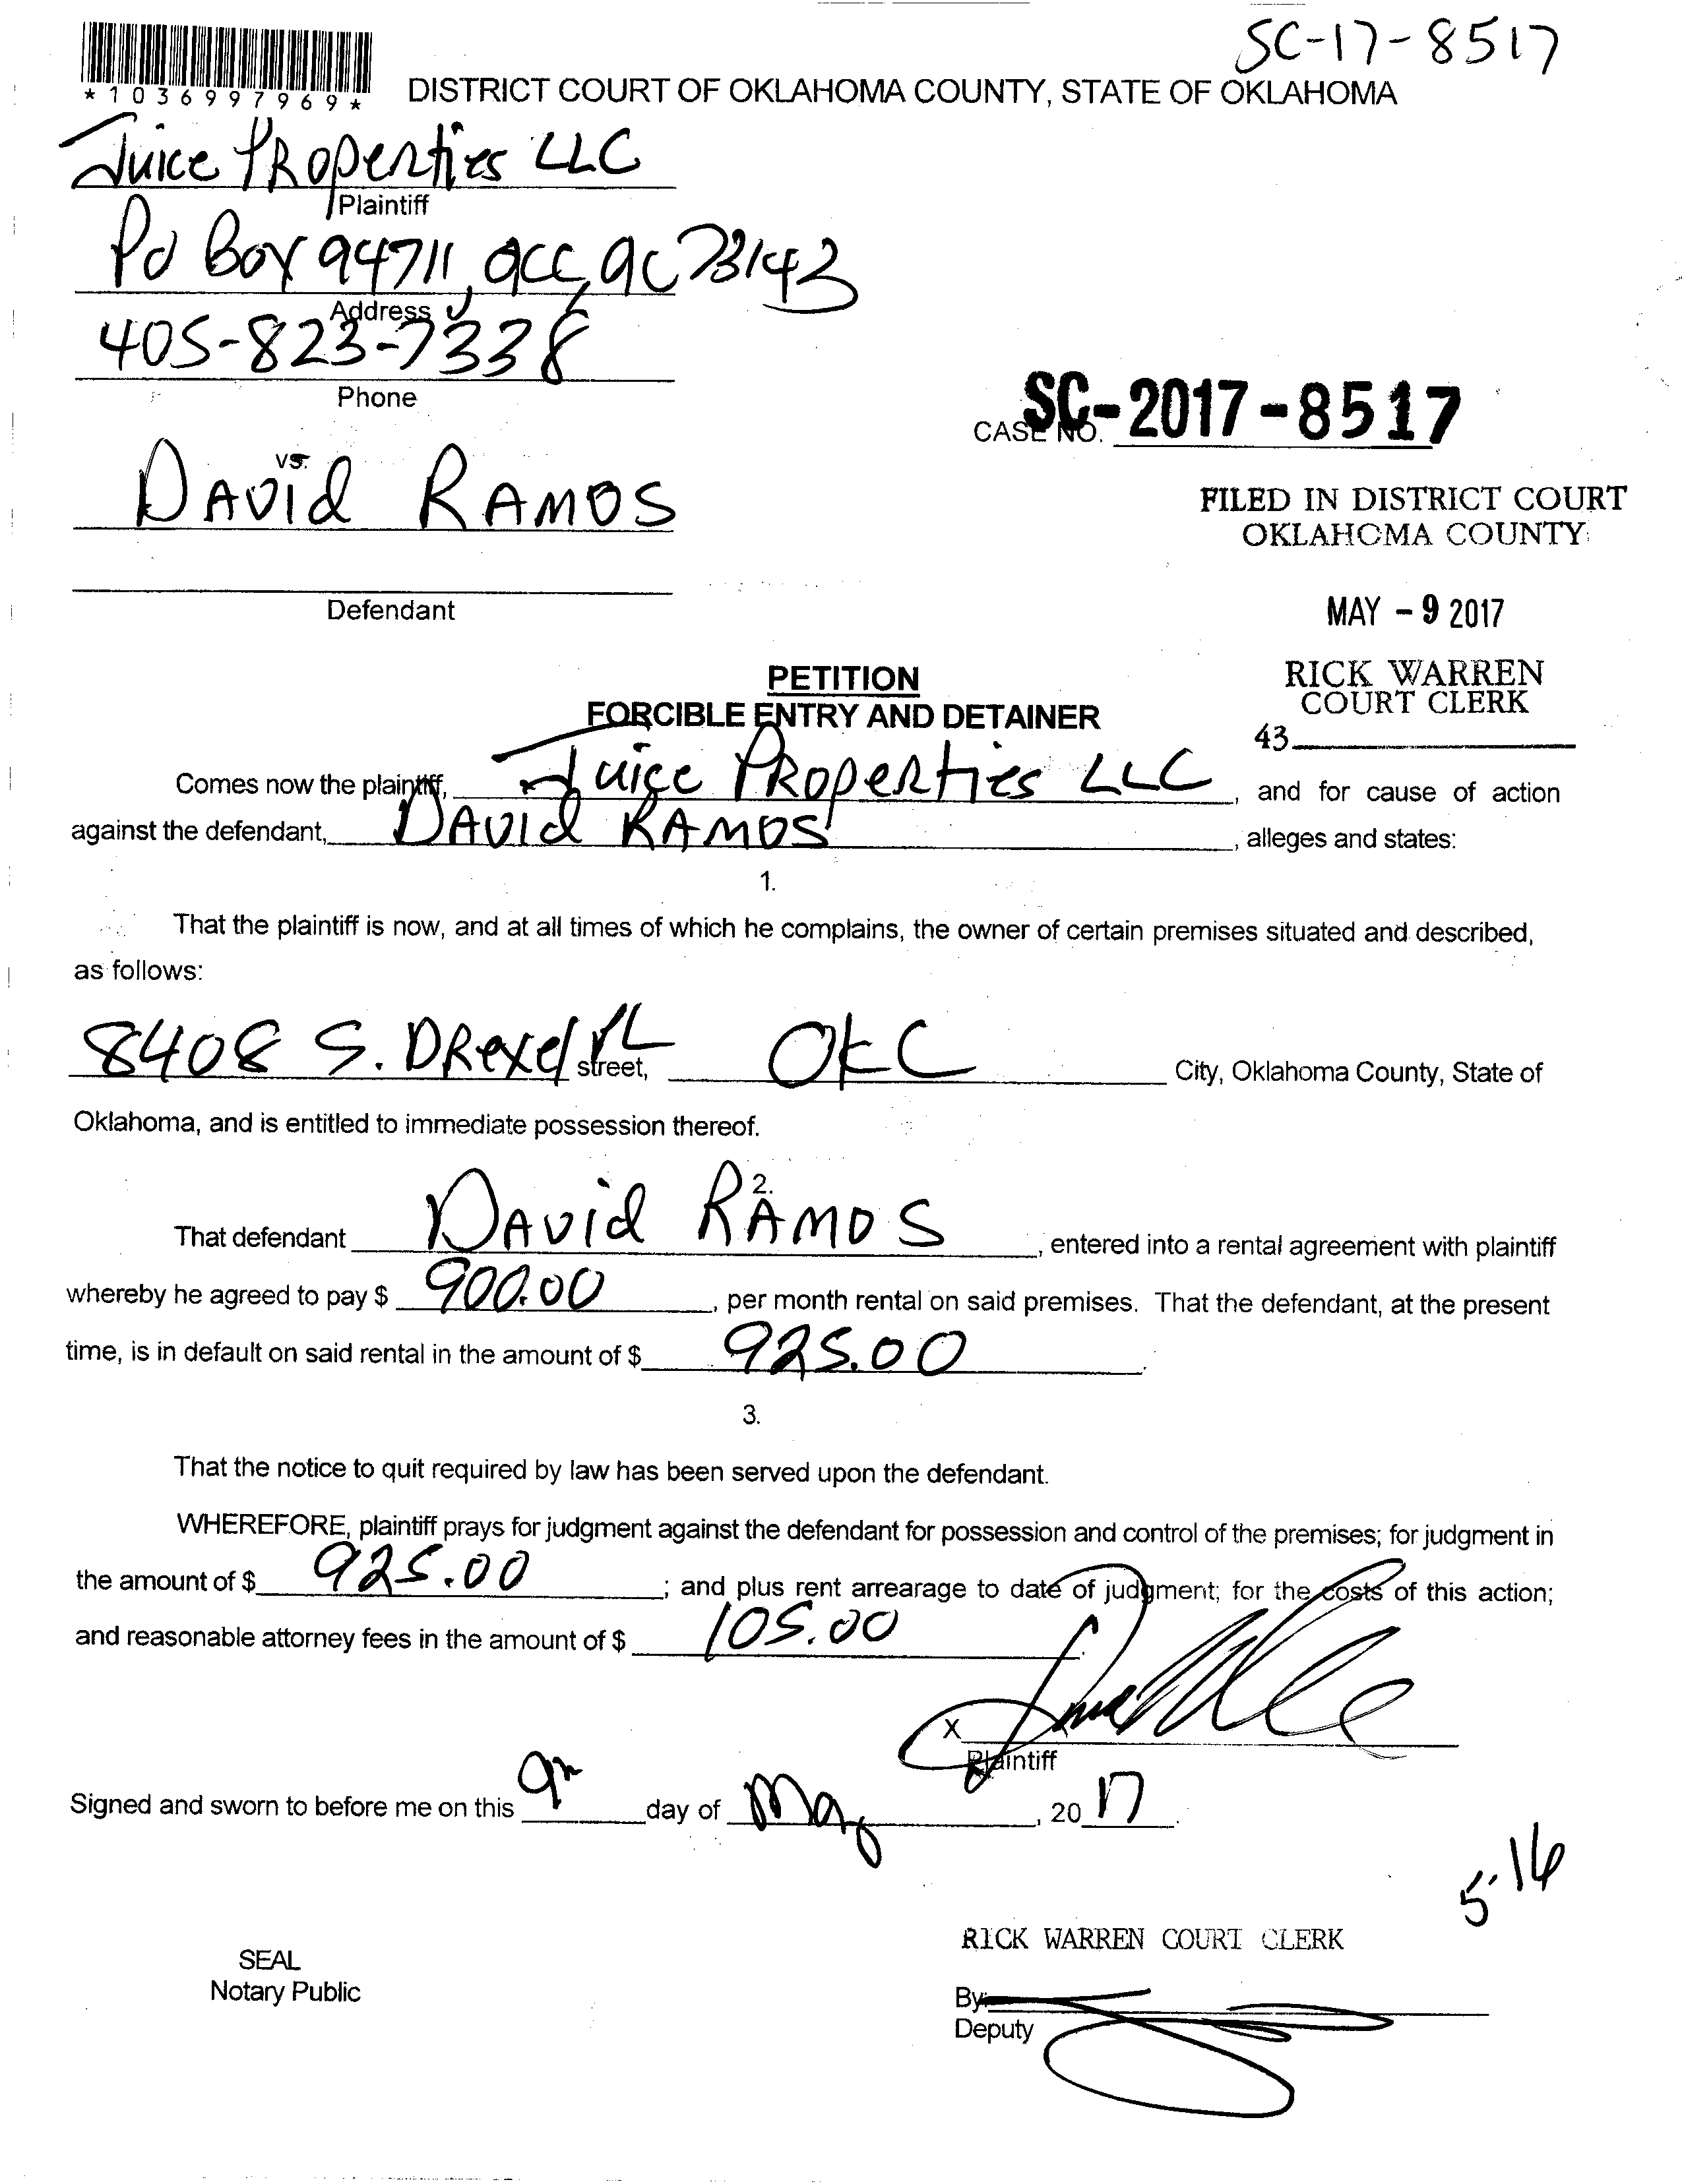 SC-17-8517
*1036997969*
DISTRICT COURT OF OKLAHOMA COUNTY, STATE OF OKLAHOMA
Juice Properties LLC
Plaintiff
Po Box 94711, 73143
Address
405-823-7338
Phone
CASE NO. SC-2017-8517
vs.
David Ramos
FILED IN DISTRICT COURT
OKLAHOMA COUNTY
Defendant
MAY - 9 2017
RICK WARREN
COURT CLERK
43
PETITION
FORCIBLE ENTRY AND DETAINER
Comes now the plaintiff, Juice Properties LLC, and for cause of action
against the defendant, David Ramos, alleges and states:
1.
That the plaintiff is now, and at all times of which he complains, the owner of certain premises situated and described,
as follows:
8408 S. Drexel PL street, OKC City, Oklahoma County, State of
Oklahoma, and is entitled to immediate possession thereof.
2.
That defendant David Ramos, entered into a rental agreement with plaintiff
whereby he agreed to pay $ 900.00, per month rental on said premises. That the defendant, at the present
time, is in default on said rental in the amount of $ 925.00.
3.
That the notice to quit required by law has been served upon the defendant.
WHEREFORE, plaintiff prays for judgment against the defendant for possession and control of the premises; for judgment in
the amount of $ 925.00; and plus rent arrearage to date of judgment; for the costs of this action;
and reasonable attorney fees in the amount of $ 105.00.
X
Plaintiff
Signed and sworn to before me on this 9th day of May, 20 17.
5-16
RICK WARREN COURT CLERK
SEAL
Notary Public
By:
Deputy